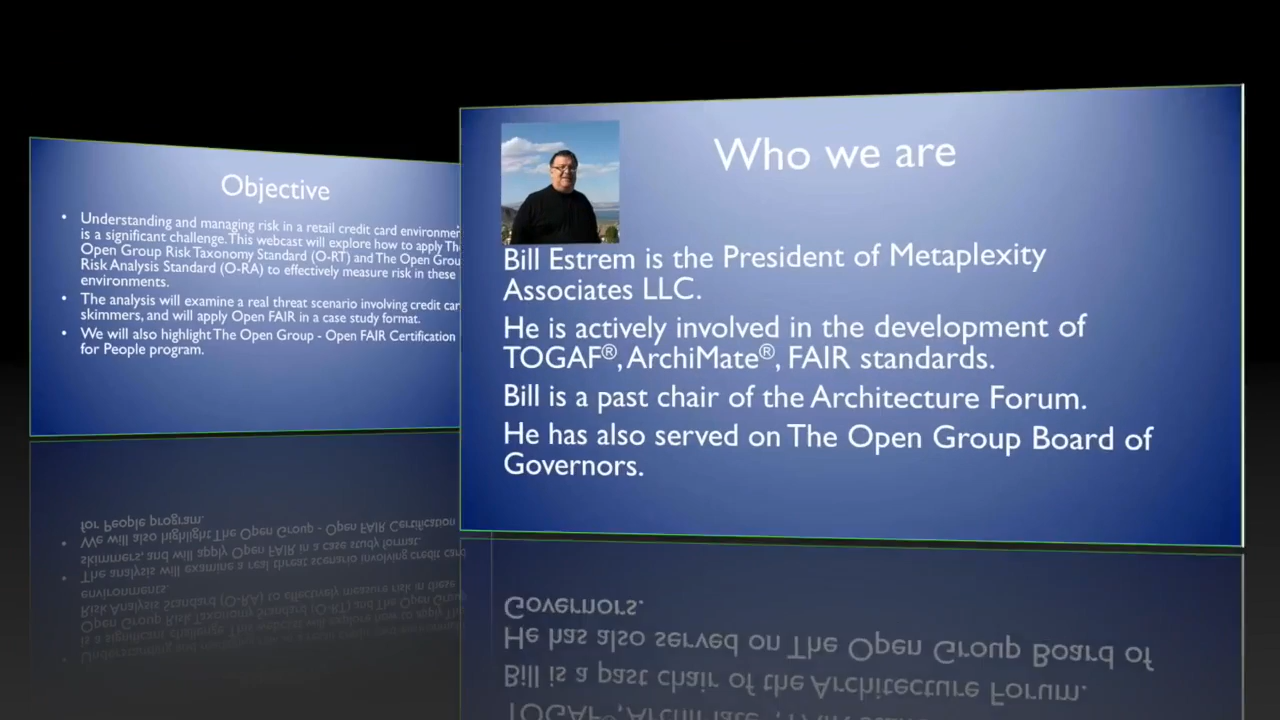 Objective
• Understanding and managing risk in a retail credit card
is a significant challenge. This webcast will explore how to apply
Open Group Risk Taxonomy Standard (O-RT) and The Open
Risk Analysis Standard (O-RA) to effectively measure risk in these
environments.
• The analysis will examine a real threat scenario involving credit
skimmers, and will apply Open FAIR in a case study format.
• We will also highlight The Open Group - Open FAIR Certification
for People program.
Who we are
Bill Estrem is the President of Metaplexity
Associates LLC.
He is actively involved in the development of
TOGAF®, ArchiMate®, FAIR standards.
Bill is a past chair of the Architecture Forum.
He has also served on The Open Group Board of
Governors.